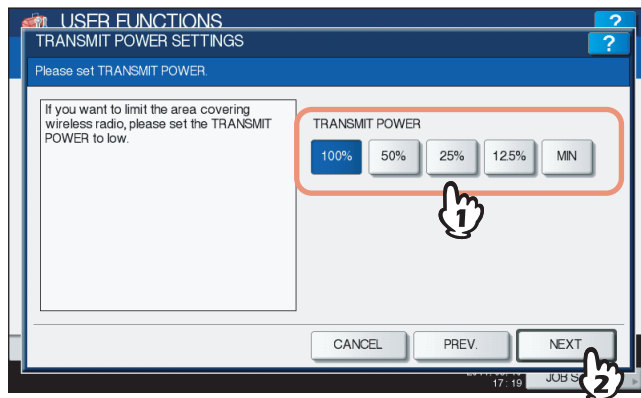 USER FUNCTIONS ?
TRANSMIT POWER SETTINGS ?
Please set TRANSMIT POWER.
If you want to limit the area covering
wireless radio, please set the TRANSMIT
POWER to low.
TRANSMIT POWER
100% 50% 25% 12.5% MIN
1
CANCEL PREV. NEXT
17:19 JOB S
2